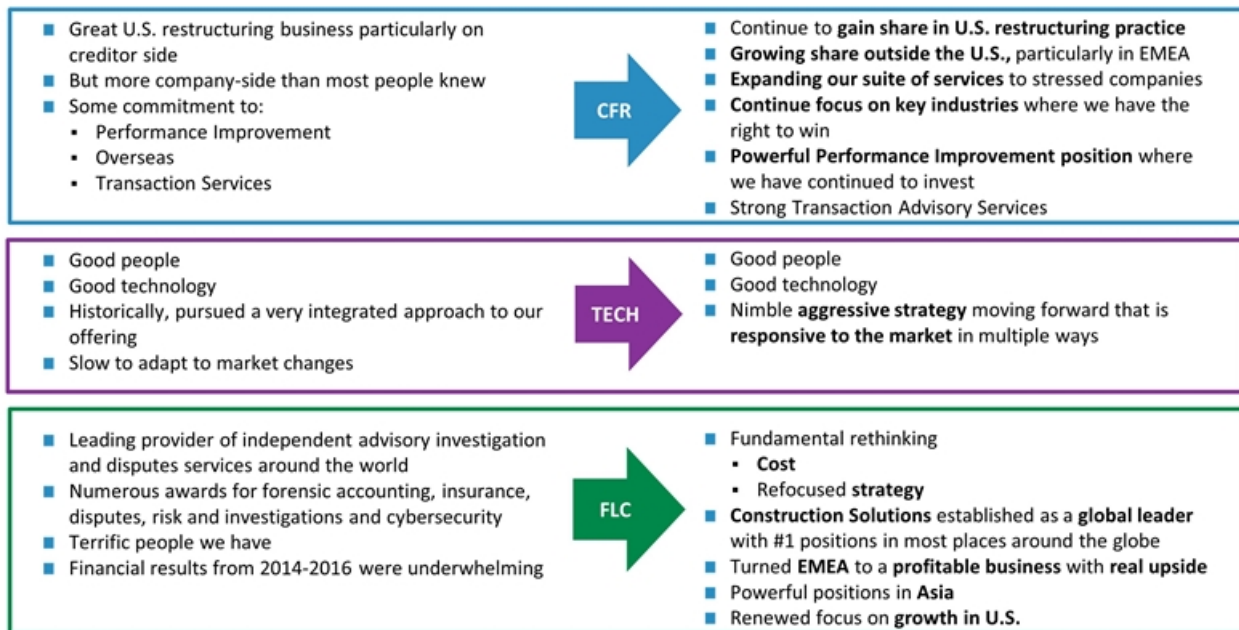 ■ Great U.S. restructuring business particularly on
creditor side
■ But more company-side than most people knew
■ Some commitment to:
▪ Performance Improvement
▪ Overseas
▪ Transaction Services
CFR
■ Continue to gain share in U.S. restructuring practice
■ Growing share outside the U.S., particularly in EMEA
■ Expanding our suite of services to stressed companies
■ Continue focus on key industries where we have the
right to win
■ Powerful Performance Improvement position where
we have continued to invest
■ Strong Transaction Advisory Services
■ Good people
■ Good technology
■ Historically, pursued a very integrated approach to our
offering
■ Slow to adapt to market changes
TECH
■ Good people
■ Good technology
■ Nimble aggressive strategy moving forward that is
responsive to the market in multiple ways
■ Leading provider of independent advisory investigation
and disputes services around the world
■ Numerous awards for forensic accounting, insurance,
disputes, risk and investigations and cybersecurity
■ Terrific people we have
■ Financial results from 2014-2016 were underwhelming
FLC
■ Fundamental rethinking
▪ Cost
▪ Refocused strategy
■ Construction Solutions established as a global leader
with #1 positions in most places around the globe
■ Turned EMEA to a profitable business with real upside
■ Powerful positions in Asia
■ Renewed focus on growth in U.S.